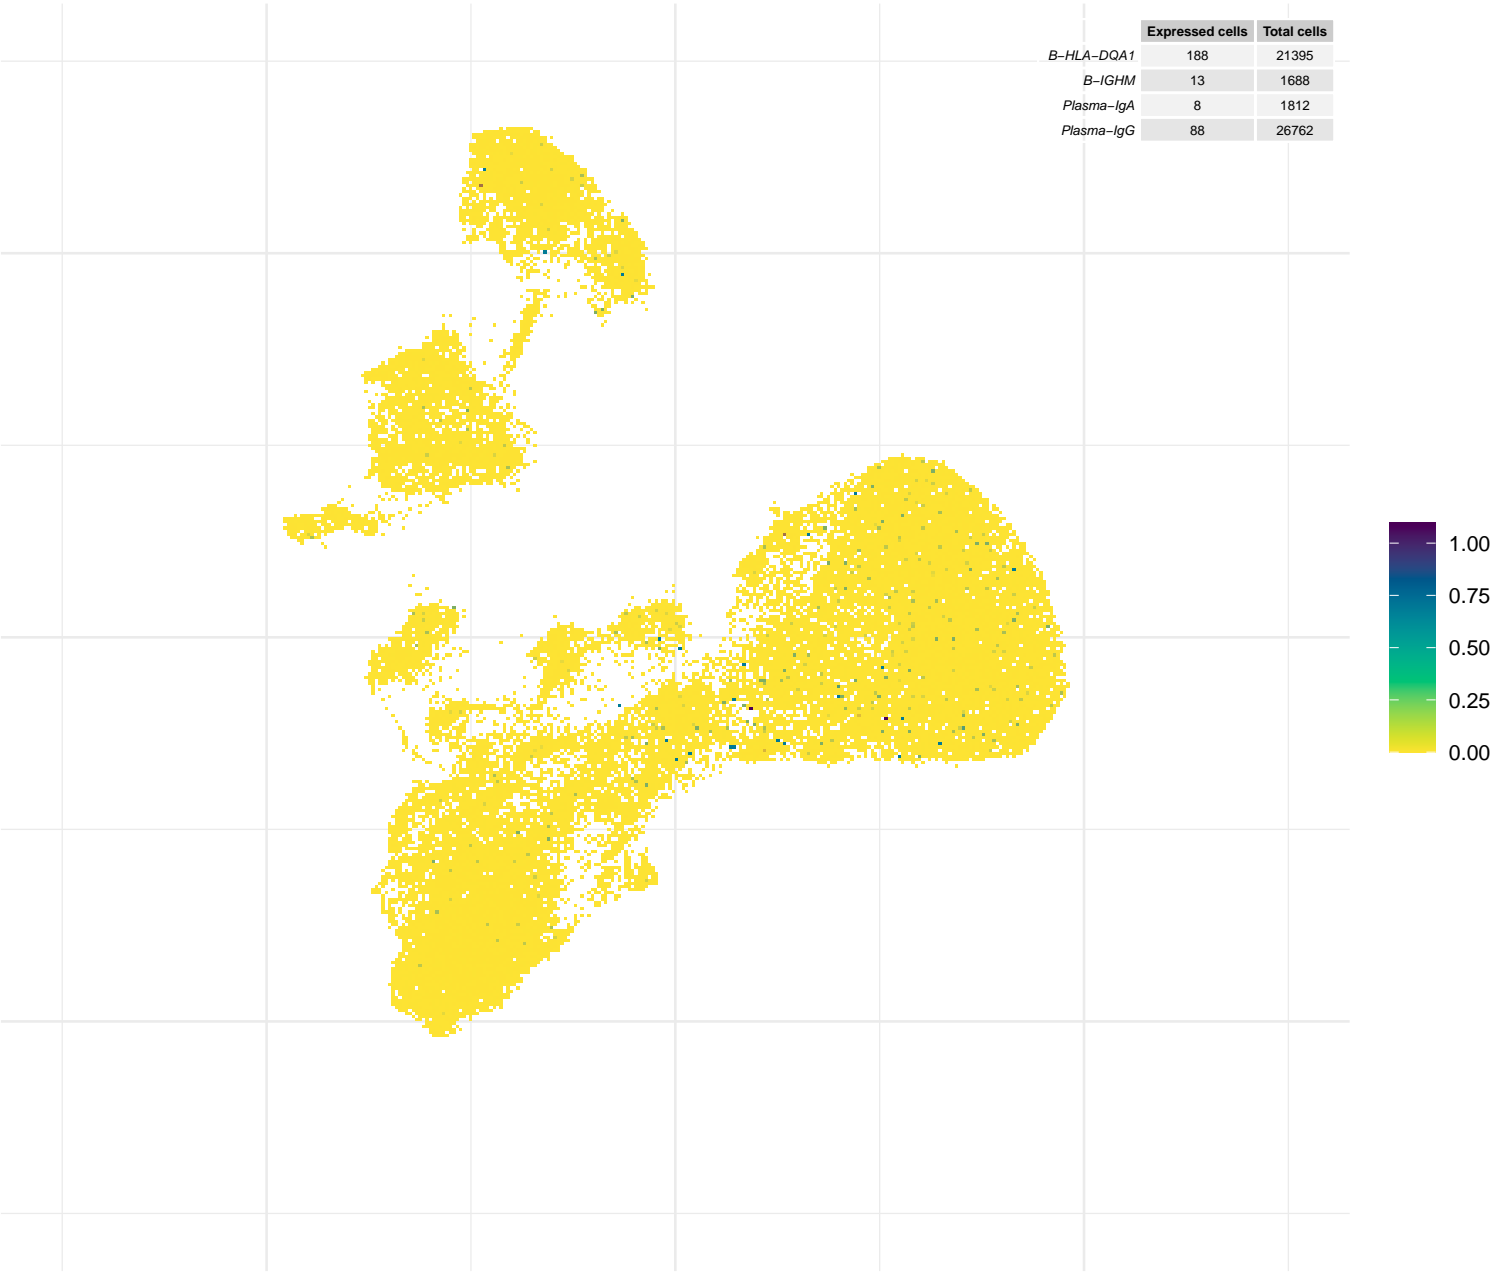 Expressed cells Total cells
B−HLA−DQA1 188 21395
B−IGHM 13 1688
Plasma−IgA 8 1812
Plasma−IgG 88 26762
1.00
0.75
0.50
0.25
0.00